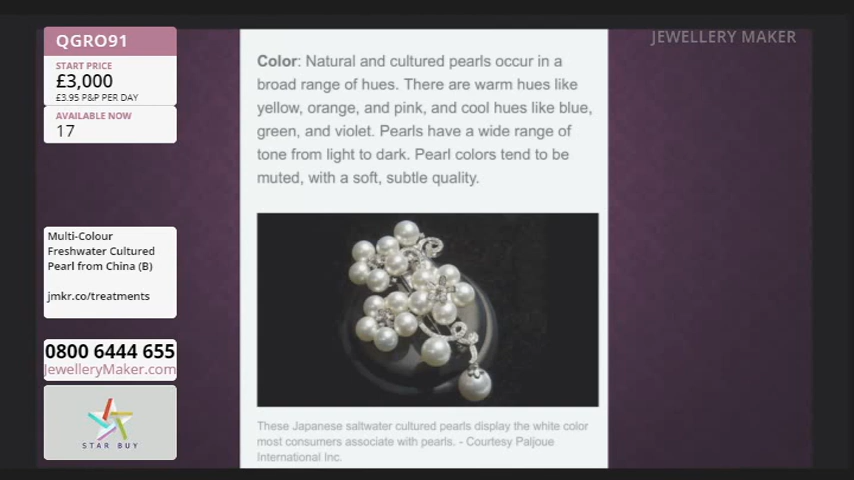 QGRO91
START PRICE
£3,000
£3.95 P&P PER DAY
AVAILABLE NOW
17
Multi-Colour
Freshwater Cultured
Pearl from China (B)
jmkr.co/treatments
0800 6444 655
JewelleryMaker.com
STAR BUY
JEWELLERY MAKER
Color: Natural and cultured pearls occur in a
broad range of hues. There are warm hues like
yellow, orange, and pink, and cool hues like blue,
green, and violet. Pearls have a wide range of
tone from light to dark. Pearl colors tend to be
muted, with a soft, subtle quality.
These Japanese saltwater cultured pearls display the white color
most consumers associate with pearls. - Courtesy Paljoue
International Inc.